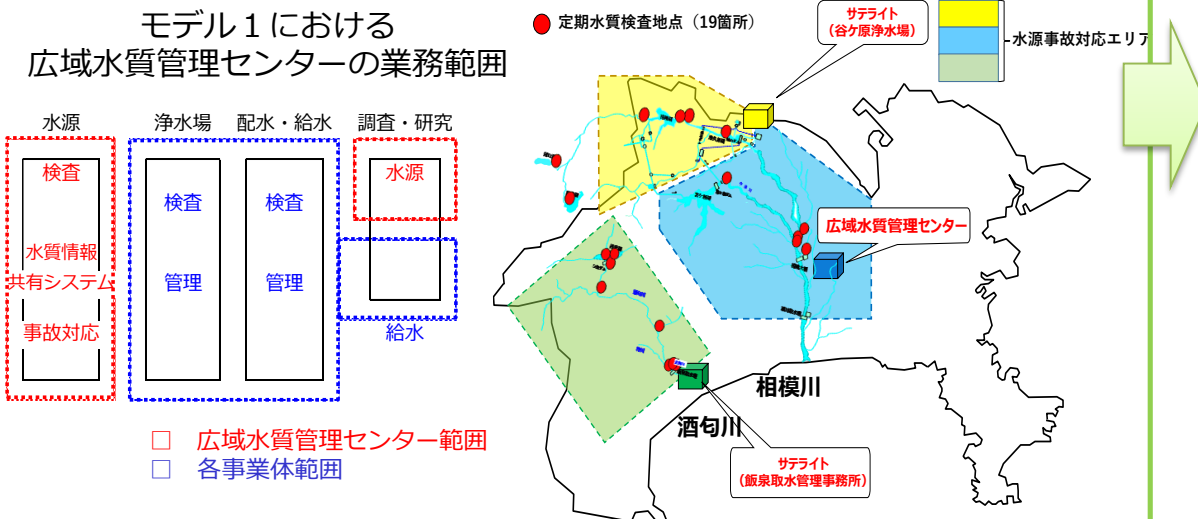 モデル１における
広域水質管理センターの業務範囲
水源
浄水場
配水・給水
調査・研究
検査
水質情報
共有システム
事故対応
検査
管理
検査
管理
水源
給水
□ 広域水質管理センター範囲
□ 各事業体範囲
定期水質検査地点（19箇所）
サテライト
（谷ケ原浄水場）
水源事故対応エリア
広域水質管理センター
相模川
酒匂川
サテライト
（飯泉取水管理事務所）